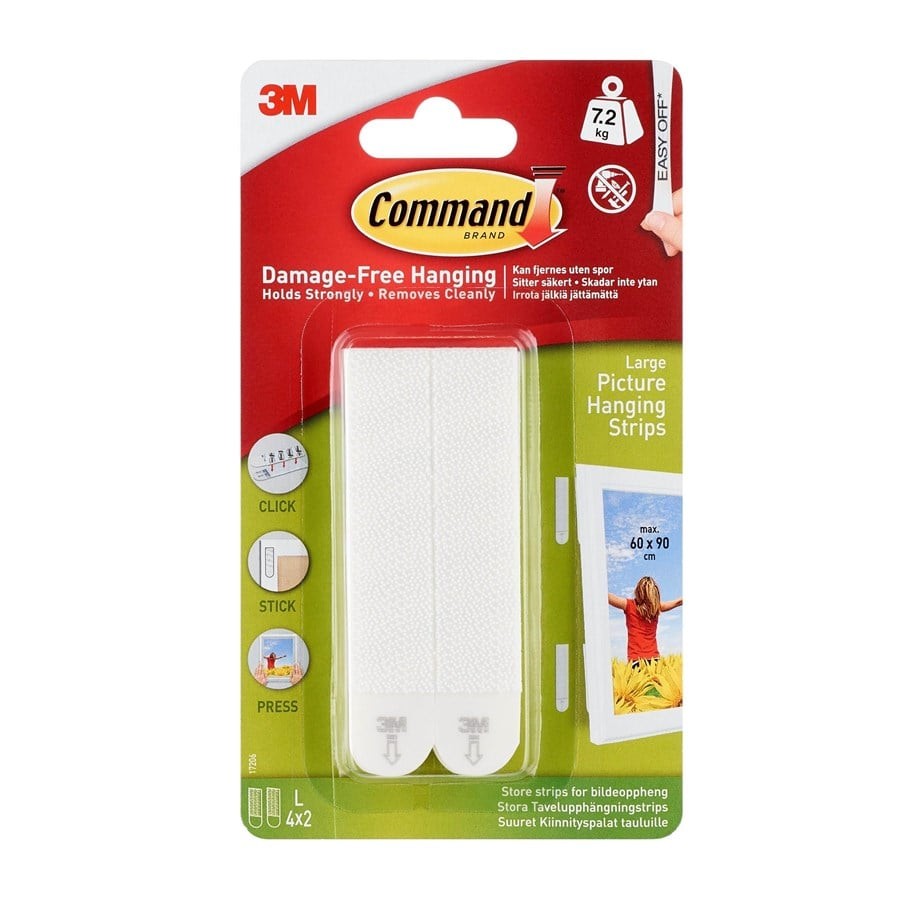 3M
7.2
kg
EASY OFF*
Command™
BRAND
Damage-Free Hanging
Holds Strongly • Removes Cleanly
Kan fjernes uten spor
Sitter säkert • Skadar inte ytan
Irrota jälkiä jättämättä
Large
Picture
Hanging
Strips
CLICK
STICK
PRESS
max.
60 x 90
cm
3M
3M
17206
L
4x2
Store strips for bildeoppheng
Stora Tavelupphängningstrips
Suuret Kiinnityspalat tauluille